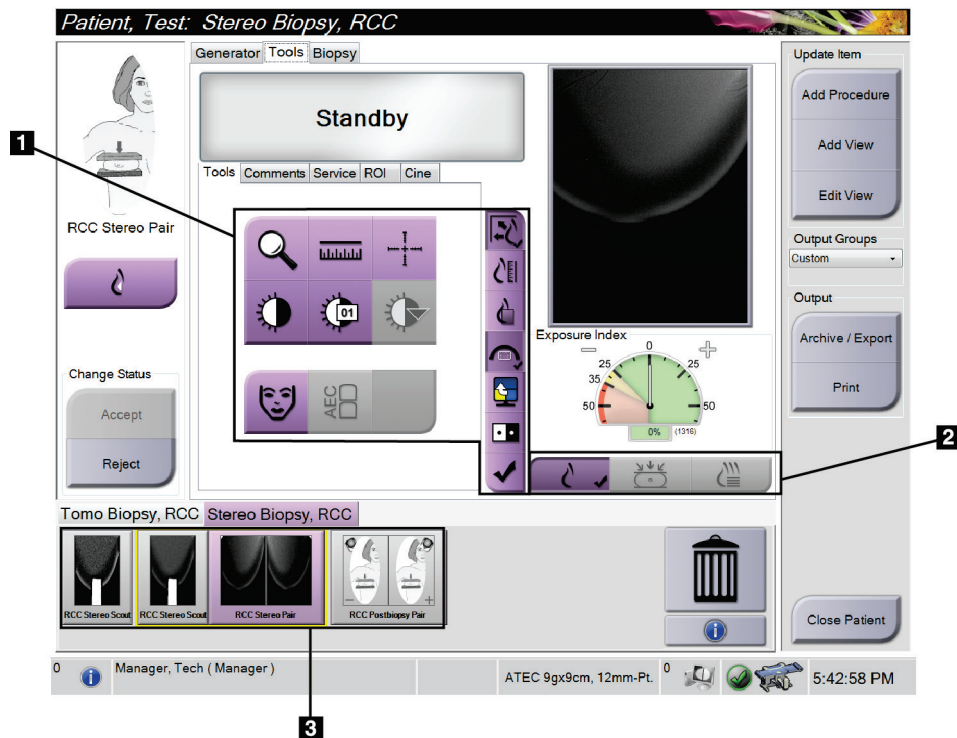 Patient, Test: Stereo Biopsy, RCC
Generator Tools Biopsy
Standby
Tools Comments Service ROI Cine
1
RCC Stereo Pair
01
AEC
Change Status
Accept
Reject
Exposure Index
0
25 25
35
50 50
0% (1316)
2
Update Item
Add Procedure
Add View
Edit View
Output Groups
Custom
Output
Archive / Export
Print
Tomo Biopsy, RCC Stereo Biopsy, RCC
RCC Stereo Scout RCC Stereo Scout RCC Stereo Pair RCC Postbiopsy Pair
Close Patient
0 Manager, Tech ( Manager ) ATEC 9gx9cm, 12mm-Pt. 0 5:42:58 PM
3